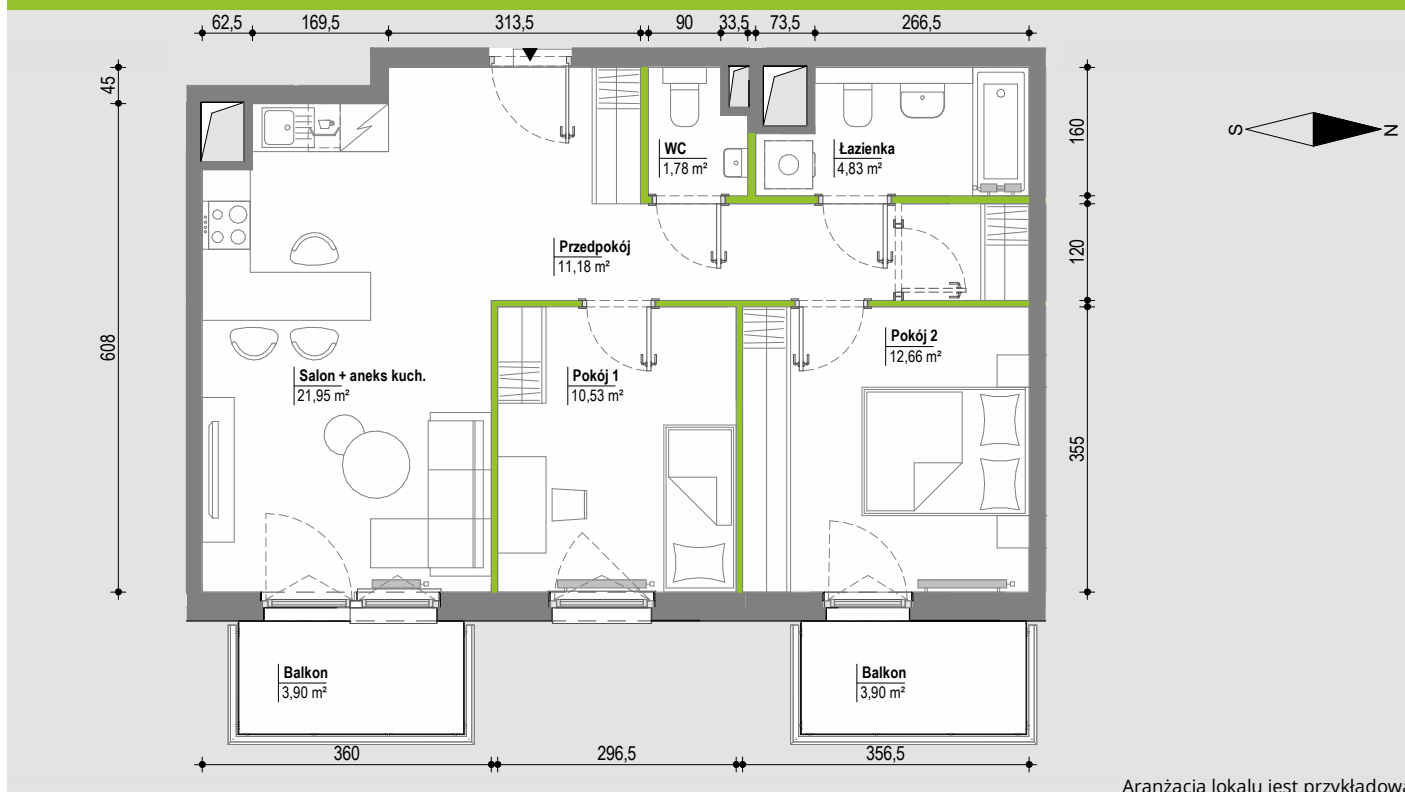 62,5 169,5 313,5 90 33,5 73,5 266,5
45
608
160
120
355
S N
WC
1,78 m²
Łazienka
4,83 m²
Przedpokój
11,18 m²
Salon + aneks kuch.
21,95 m²
Pokój 1
10,53 m²
Pokój 2
12,66 m²
Balkon
3,90 m²
Balkon
3,90 m²
360 296,5 356,5
Aranżacja lokalu jest przykładowa